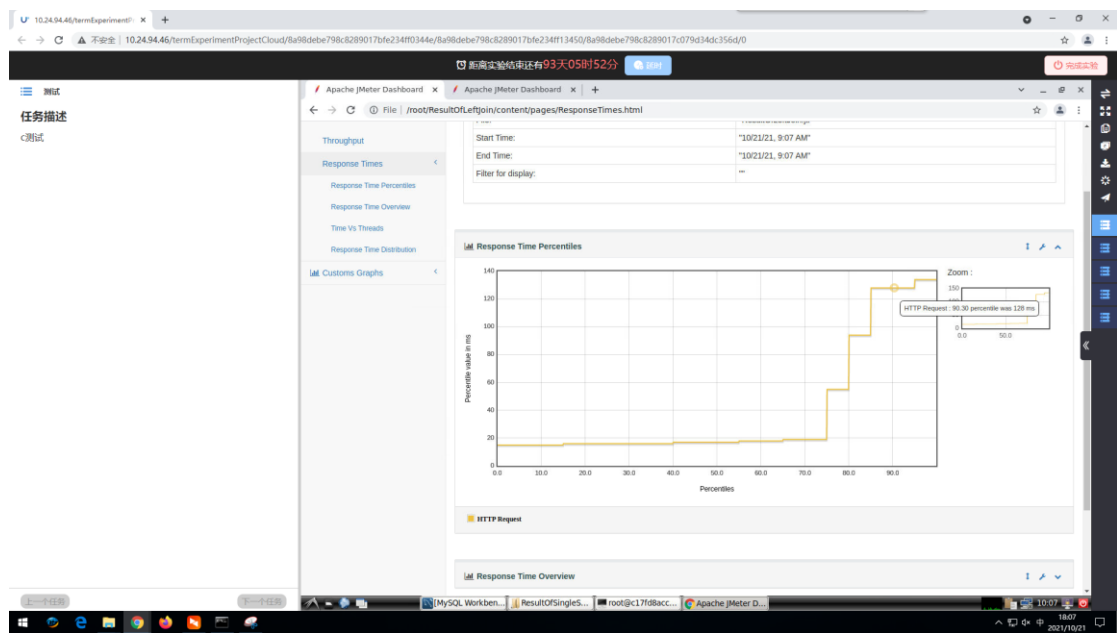 10.24.94.46/termExperimentP
不安全 | 10.24.94.46/termExperimentProjectCloud/8a98debe798c8289017bfe234ff0344e/8a98debe798c8289017bfe234ff13450/8a98debe798c8289017c079d34dc356d/0
距离实验结束还有93天05时52分
延时
完成实验
测试
任务描述
c测试
Apache JMeter Dashboard
Apache JMeter Dashboard
File | /root/ResultOfLeftJoin/content/pages/ResponseTimes.html
Throughput
Response Times
Response Time Percentiles
Response Time Overview
Time Vs Threads
Response Time Distribution
Customs Graphs
Start Time: "10/21/21, 9:07 AM"
End Time: "10/21/21, 9:07 AM"
Filter for display: ""
Response Time Percentiles
Zoom :
140
120
100
80
60
40
20
0
Percentile value in ms
0.0 10.0 20.0 30.0 40.0 50.0 60.0 70.0 80.0 90.0
Percentiles
150
0
0.0 50.0
HTTP Request : 90.30 percentile was 128 ms
HTTP Request
Response Time Overview
上一个任务
下一个任务
[MySQL Workben...
ResultOfSingleS...
root@c17fd8acc...
Apache JMeter D...
10:07
中
18:07
2021/10/21